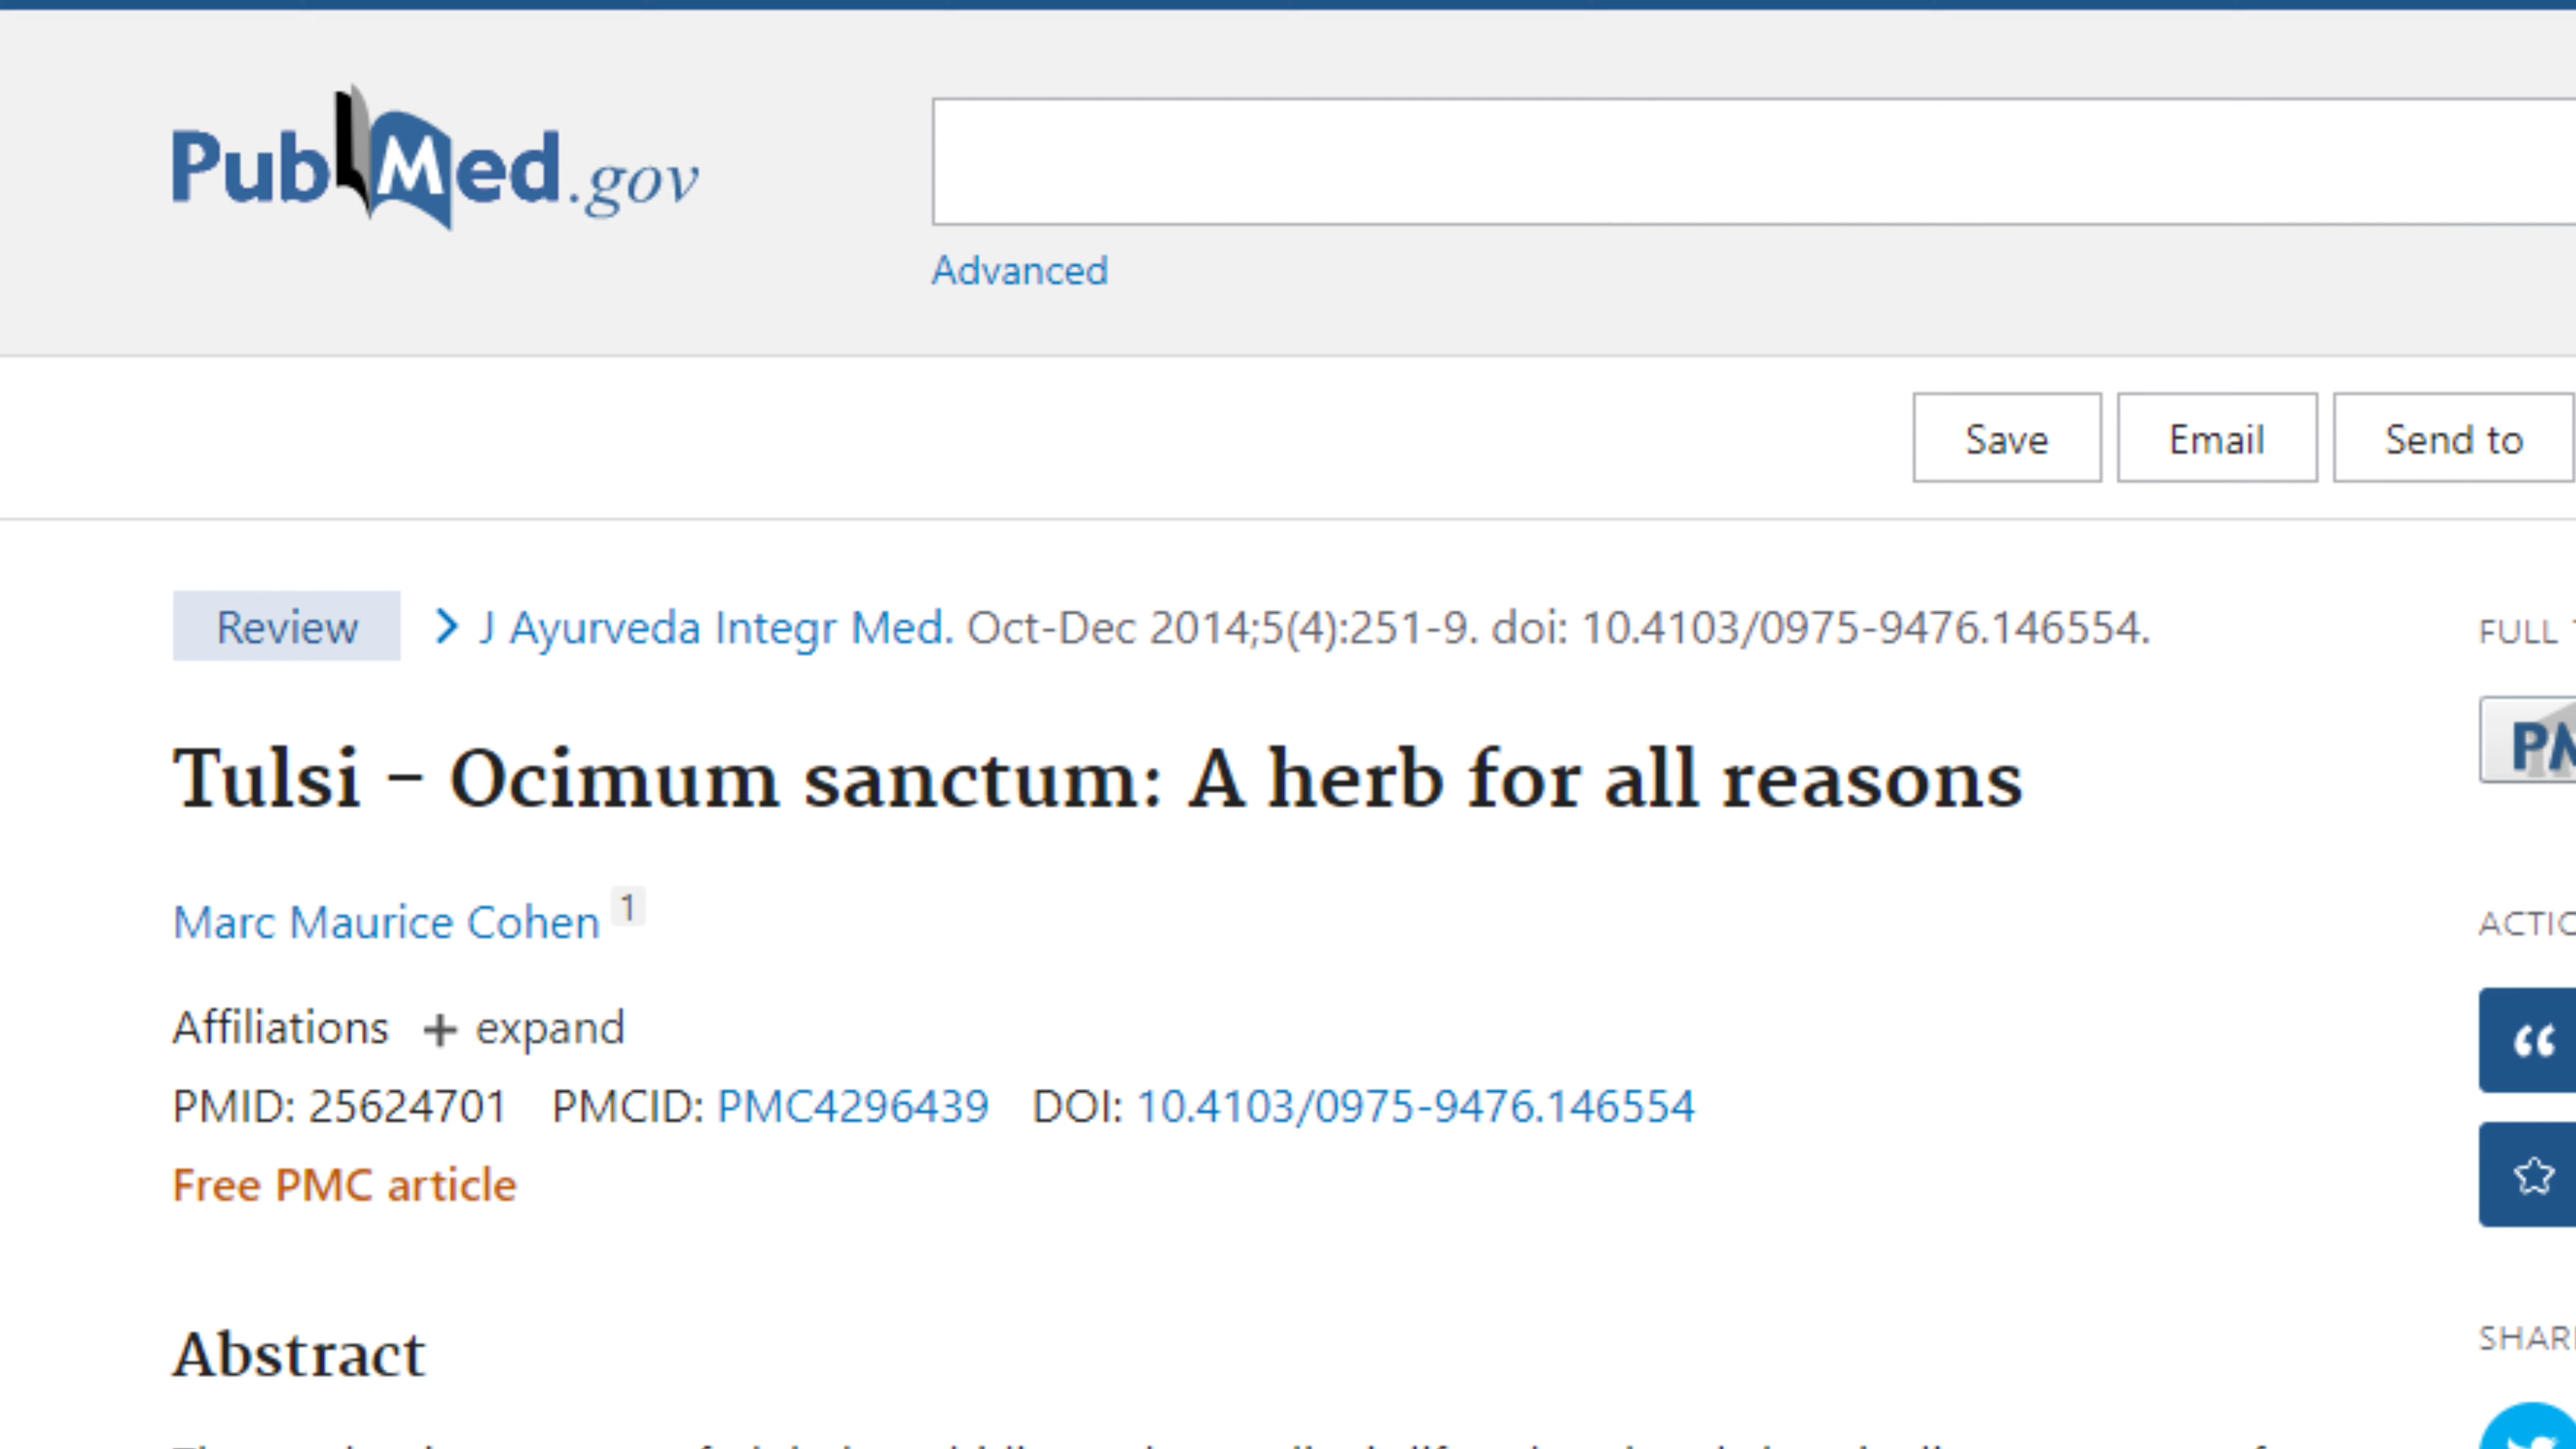 PubMed.gov
Advanced
Save Email Send to
Review J Ayurveda Integr Med. Oct-Dec 2014;5(4):251-9. doi: 10.4103/0975-9476.146554.
FULL
Tulsi - Ocimum sanctum: A herb for all reasons
Marc Maurice Cohen 1
Affiliations + expand
PMID: 25624701 PMCID: PMC4296439 DOI: 10.4103/0975-9476.146554
Free PMC article
Abstract